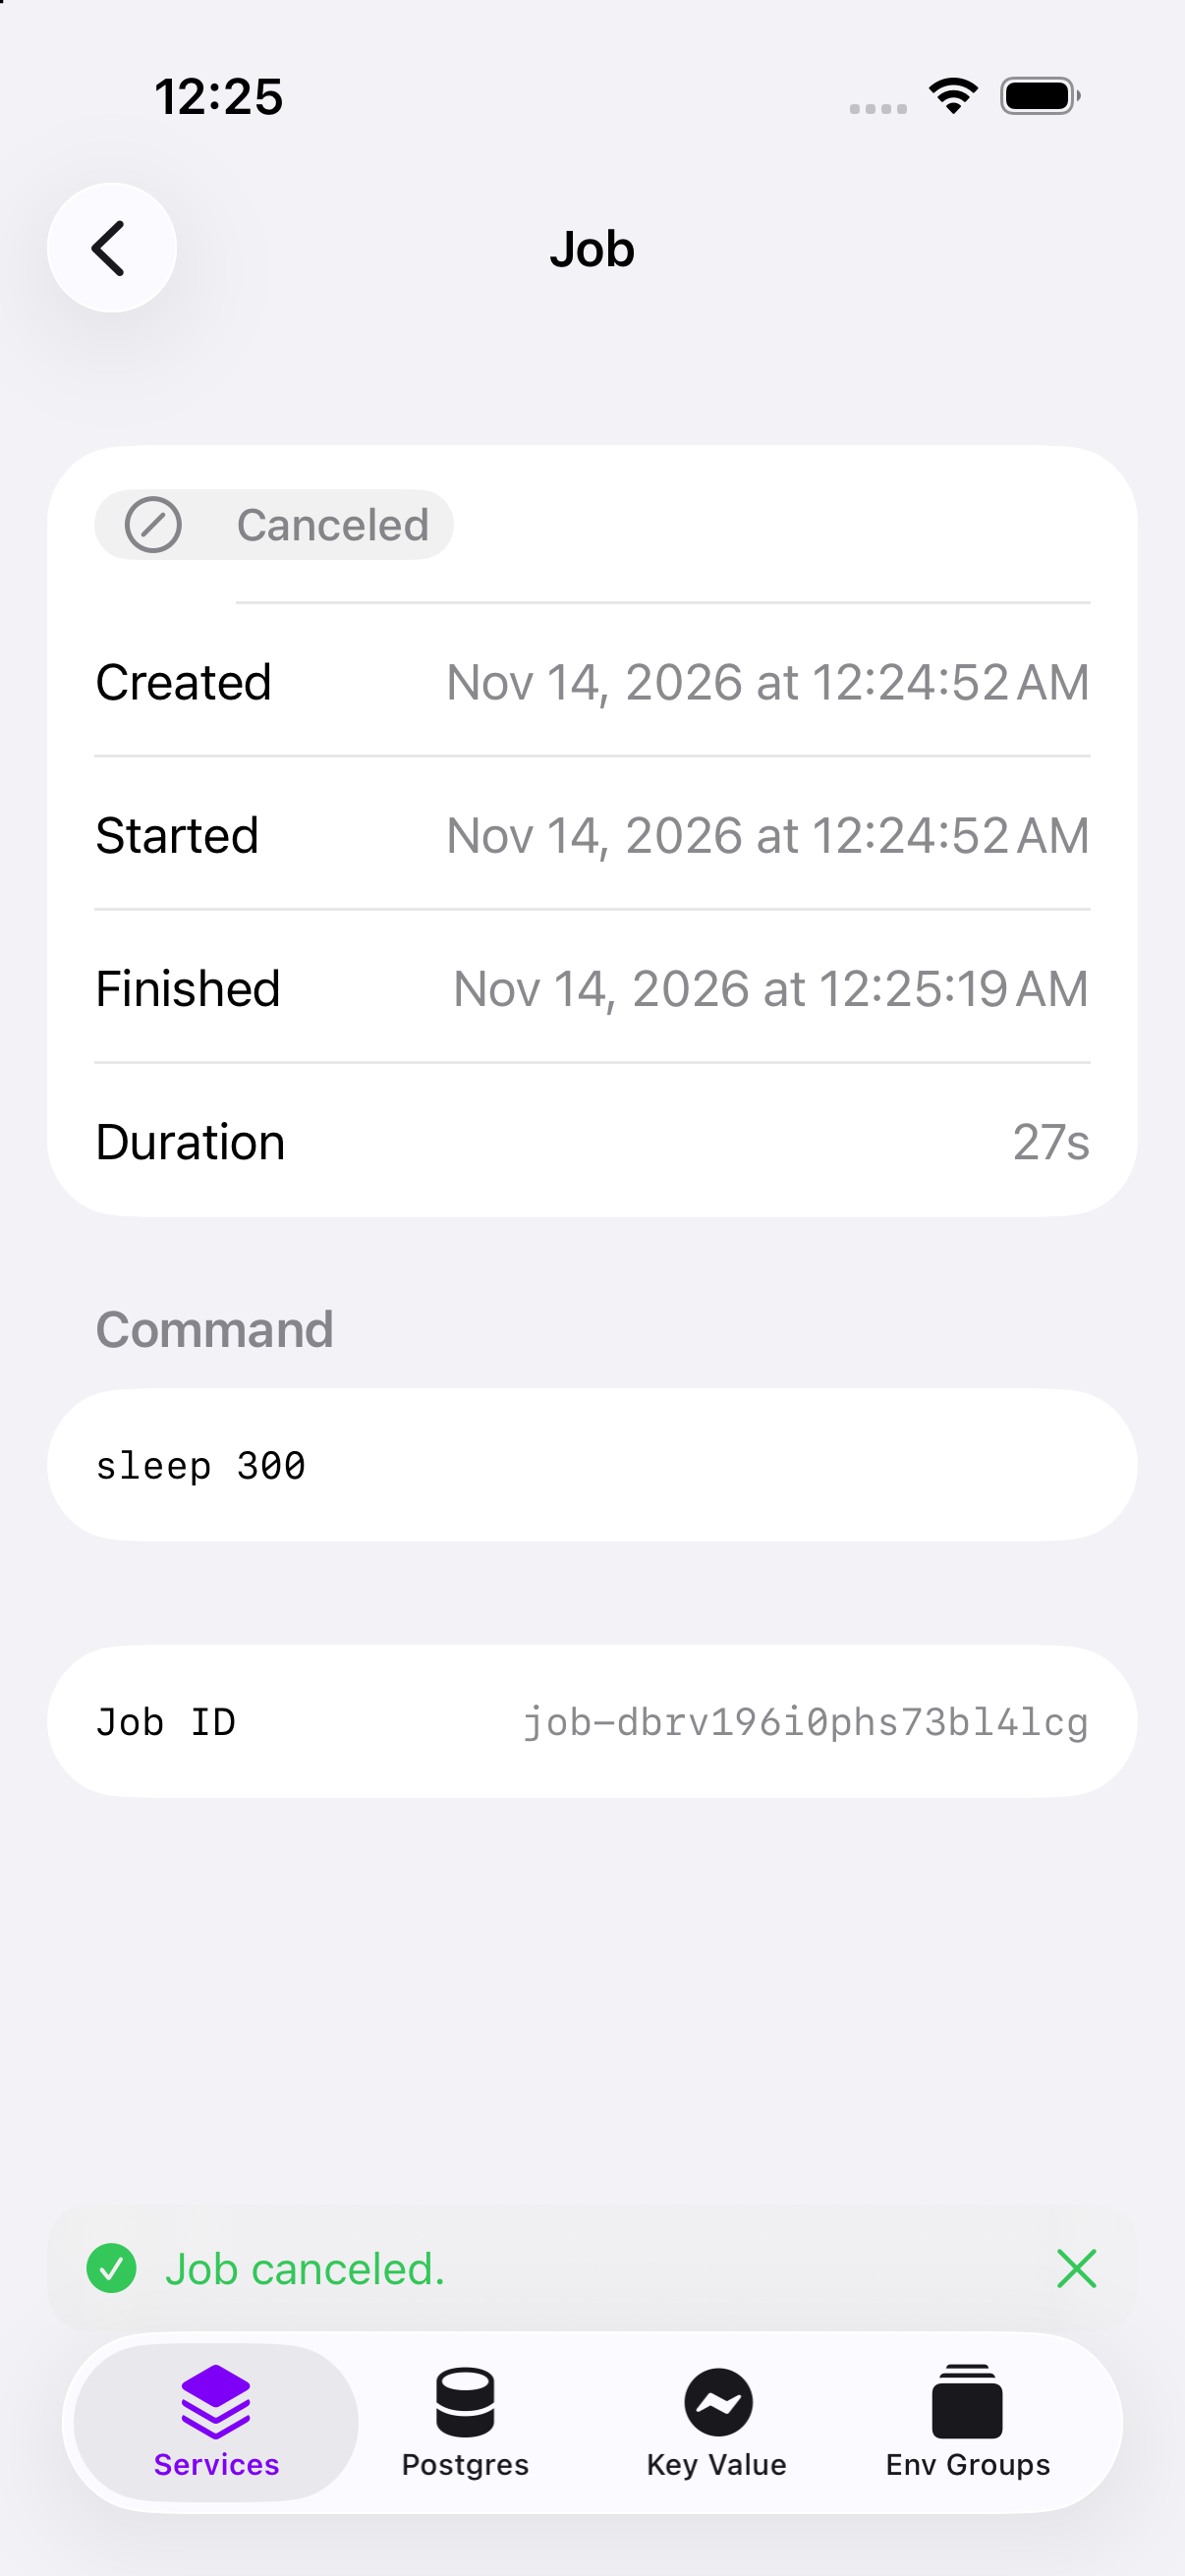 12:25
Job
Canceled
Created Nov 14, 2026 at 12:24:52 AM
Started Nov 14, 2026 at 12:24:52 AM
Finished Nov 14, 2026 at 12:25:19 AM
Duration 27s
Command
sleep 300
Job ID job-dbrv196i0phs73bl4lcg
Job canceled.
Services Postgres Key Value Env Groups